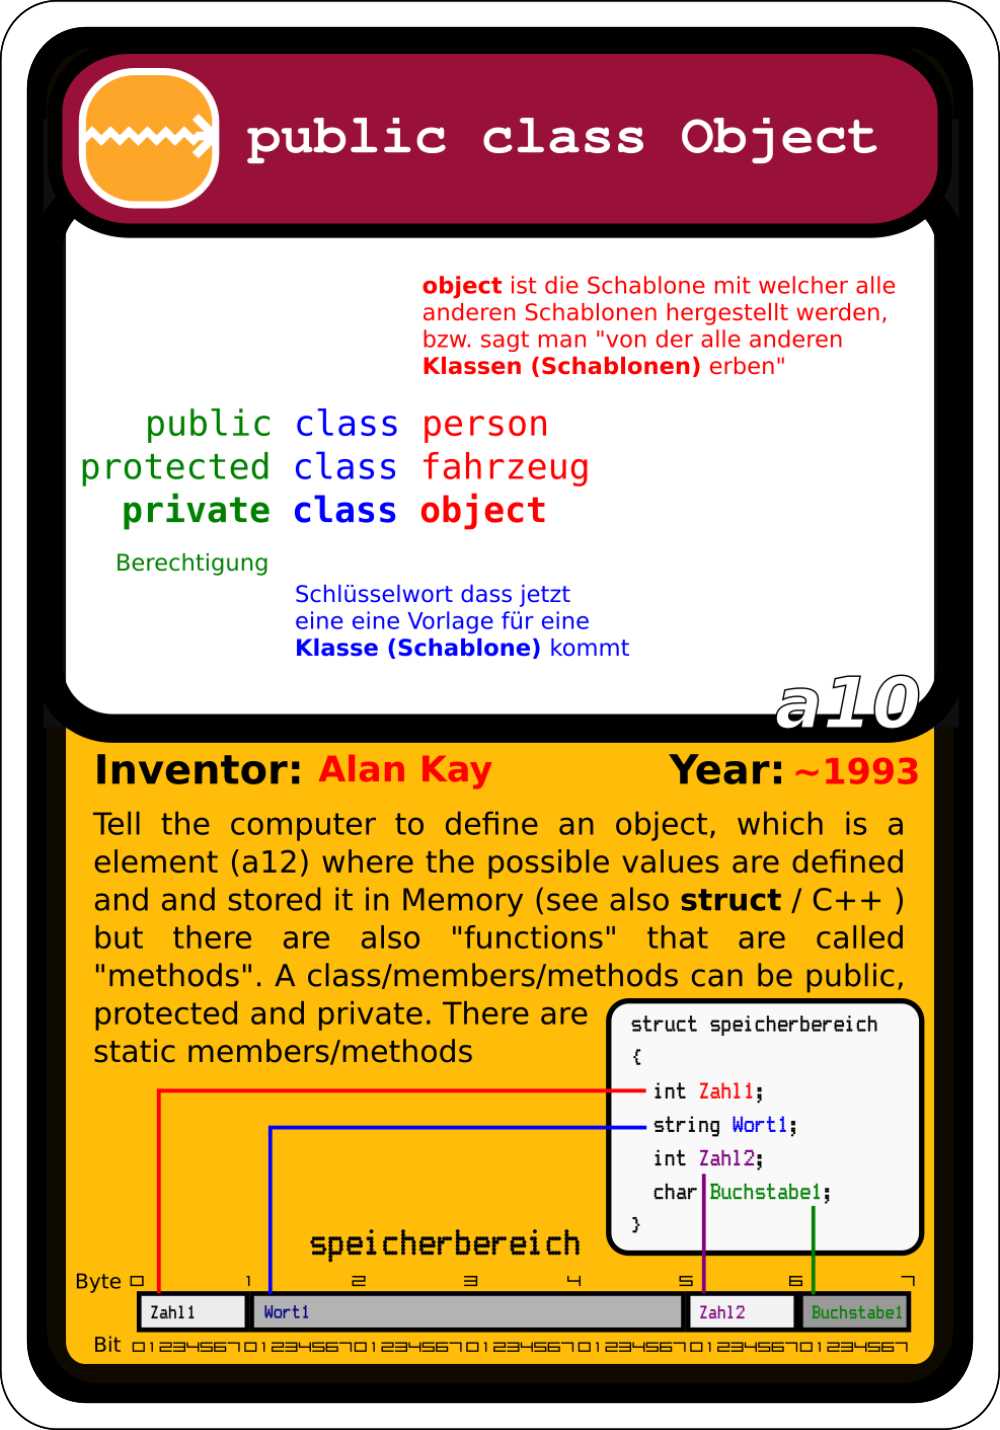 public class Object
object ist die Schablone mit welcher alle
anderen Schablonen hergestellt werden,
bzw. sagt man "von der alle anderen
Klassen (Schablonen) erben"
public class person
protected class fahrzeug
private class object
Berechtigung
Schlüsselwort dass jetzt
eine eine Vorlage für eine
Klasse (Schablone) kommt
a10
Inventor: Alan Kay Year: ~1993
Tell the computer to define an object, which is a
element (a12) where the possible values are defined
and and stored it in Memory (see also struct / C++ )
but there are also "functions" that are called
"methods". A class/members/methods can be public,
protected and private. There are
static members/methods
struct speicherbereich
{
int Zahl1;
string Wort1;
int Zahl2;
char Buchstabe1;
}
speicherbereich
Byte 0 1 2 3 4 5 6 7
Zahl1 Wort1 Zahl2 Buchstabe1
Bit 01234567012345670123456701234567012345670123456701234567